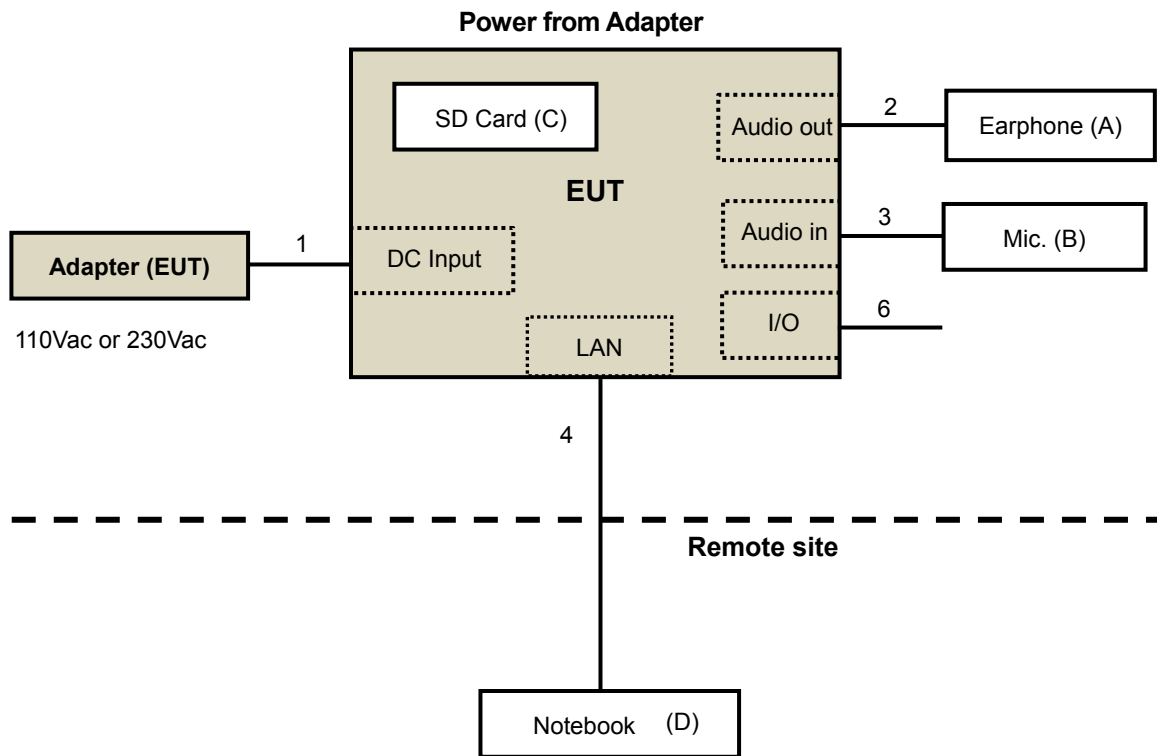 Power from Adapter
SD Card (C)
Audio out
2
Earphone (A)
EUT
Audio in
3
Mic. (B)
Adapter (EUT)
1
DC Input
110Vac or 230Vac
I/O
6
LAN
4
Remote site
Notebook (D)